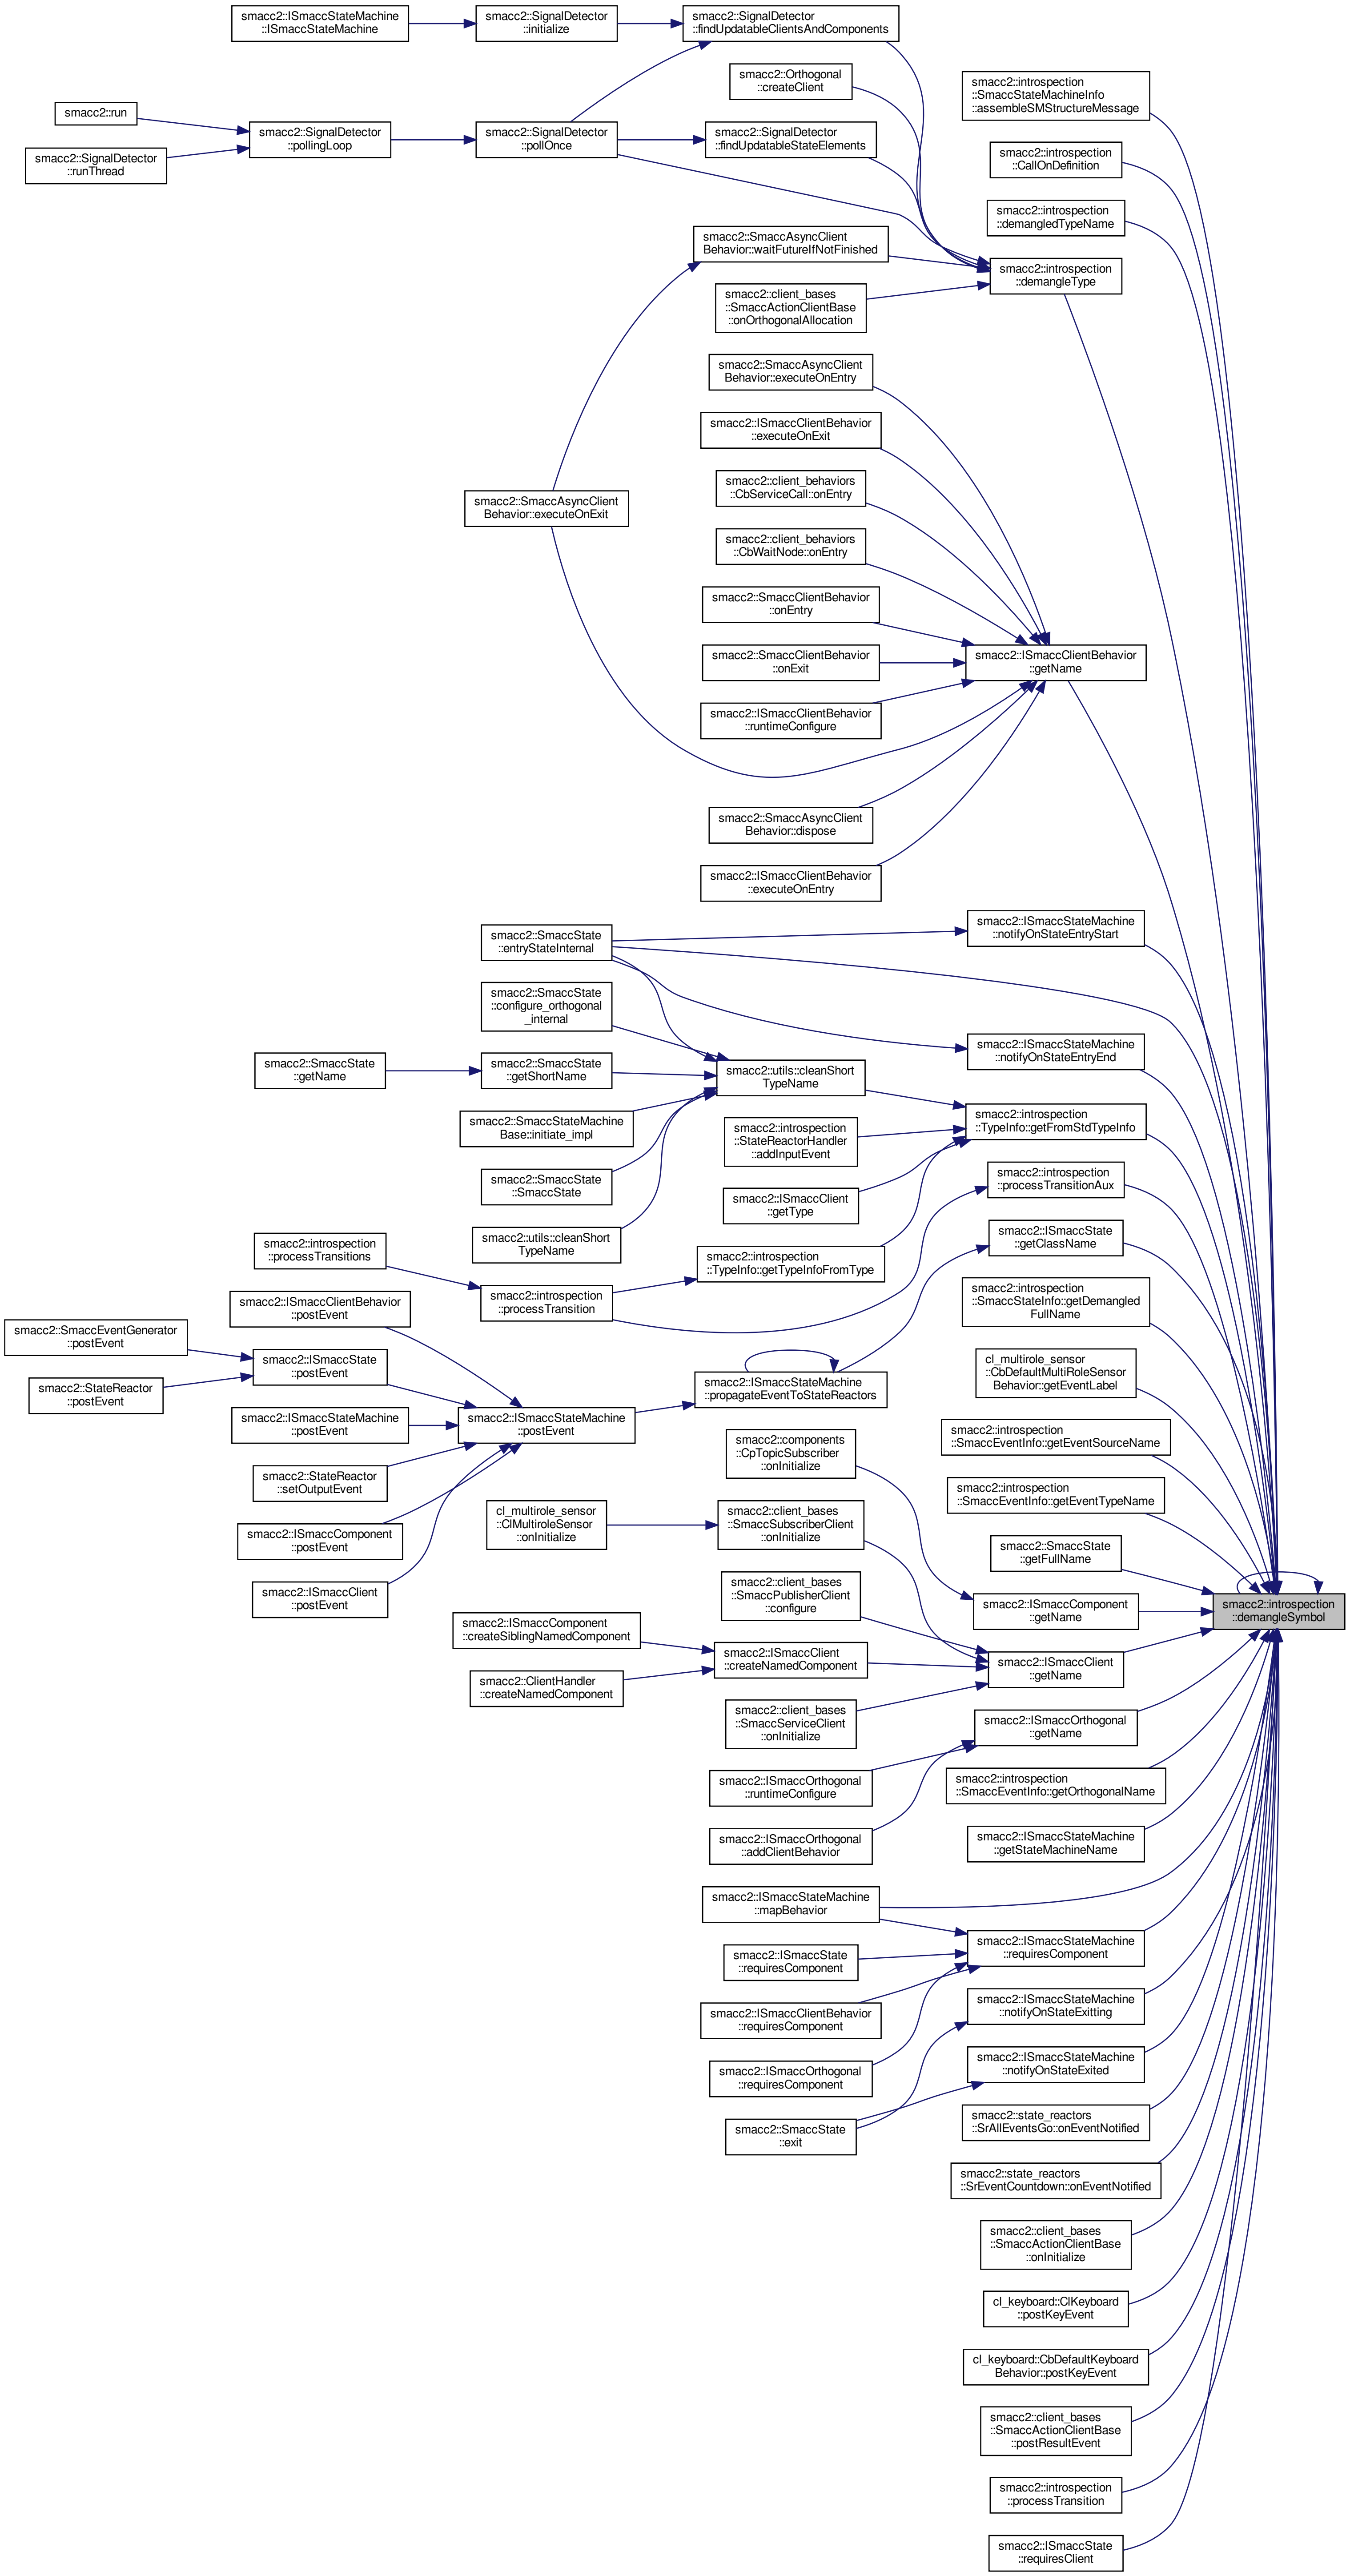 smacc2::ISmaccStateMachine
::ISmaccStateMachine
smacc2::SignalDetector
::initialize
smacc2::SignalDetector
::findUpdatableClientsAndComponents
smacc2::Orthogonal
::createClient
smacc2::introspection
::SmaccStateMachineInfo
::assembleSMStructureMessage
smacc2::run
smacc2::SignalDetector
::pollingLoop
smacc2::SignalDetector
::pollOnce
smacc2::SignalDetector
::findUpdatableStateElements
smacc2::SignalDetector
::runThread
smacc2::introspection
::CallOnDefinition
smacc2::introspection
::demangledTypeName
smacc2::SmaccAsyncClient
Behavior::waitFutureIfNotFinished
smacc2::introspection
::demangleType
smacc2::client_bases
::SmaccActionClientBase
::onOrthogonalAllocation
smacc2::SmaccAsyncClient
Behavior::executeOnEntry
smacc2::ISmaccClientBehavior
::executeOnExit
smacc2::client_behaviors
::CbServiceCall::onEntry
smacc2::SmaccAsyncClient
Behavior::executeOnExit
smacc2::client_behaviors
::CbWaitNode::onEntry
smacc2::SmaccClientBehavior
::onEntry
smacc2::SmaccClientBehavior
::onExit
smacc2::ISmaccClientBehavior
::getName
smacc2::ISmaccClientBehavior
::runtimeConfigure
smacc2::SmaccAsyncClient
Behavior::dispose
smacc2::ISmaccClientBehavior
::executeOnEntry
smacc2::SmaccState
::entryStateInternal
smacc2::ISmaccStateMachine
::notifyOnStateEntryStart
smacc2::SmaccState
::configure_orthogonal
_internal
smacc2::ISmaccStateMachine
::notifyOnStateEntryEnd
smacc2::SmaccState
::getName
smacc2::SmaccState
::getShortName
smacc2::utils::cleanShort
TypeName
smacc2::SmaccStateMachine
Base::initiate_impl
smacc2::introspection
::StateReactorHandler
::addInputEvent
smacc2::introspection
::TypeInfo::getFromStdTypeInfo
smacc2::SmaccState
::SmaccState
smacc2::ISmaccClient
::getType
smacc2::introspection
::processTransitionAux
smacc2::utils::cleanShort
TypeName
smacc2::ISmaccState
::getClassName
smacc2::introspection
::processTransitions
smacc2::introspection
::processTransition
smacc2::introspection
::TypeInfo::getTypeInfoFromType
smacc2::introspection
::SmaccStateInfo::getDemangled
FullName
smacc2::ISmaccClientBehavior
::postEvent
smacc2::SmaccEventGenerator
::postEvent
smacc2::ISmaccState
::postEvent
smacc2::StateReactor
::postEvent
smacc2::ISmaccStateMachine
::propagateEventToStateReactors
cl_multirole_sensor
::CbDefaultMultiRoleSensor
Behavior::getEventLabel
smacc2::ISmaccStateMachine
::postEvent
smacc2::ISmaccStateMachine
::postEvent
smacc2::introspection
::SmaccEventInfo::getEventSourceName
smacc2::StateReactor
::setOutputEvent
smacc2::components
::CpTopicSubscriber
::onInitialize
smacc2::introspection
::SmaccEventInfo::getEventTypeName
smacc2::ISmaccComponent
::postEvent
cl_multirole_sensor
::ClMultiroleSensor
::onInitialize
smacc2::client_bases
::SmaccSubscriberClient
::onInitialize
smacc2::SmaccState
::getFullName
smacc2::ISmaccClient
::postEvent
smacc2::client_bases
::SmaccPublisherClient
::configure
smacc2::ISmaccComponent
::getName
smacc2::introspection
::demangleSymbol
smacc2::ISmaccComponent
::createSiblingNamedComponent
smacc2::ISmaccClient
::createNamedComponent
smacc2::ISmaccClient
::getName
smacc2::ClientHandler
::createNamedComponent
smacc2::client_bases
::SmaccServiceClient
::onInitialize
smacc2::ISmaccOrthogonal
::getName
smacc2::ISmaccOrthogonal
::runtimeConfigure
smacc2::introspection
::SmaccEventInfo::getOrthogonalName
smacc2::ISmaccOrthogonal
::addClientBehavior
smacc2::ISmaccStateMachine
::getStateMachineName
smacc2::ISmaccStateMachine
::mapBehavior
smacc2::ISmaccState
::requiresComponent
smacc2::ISmaccStateMachine
::requiresComponent
smacc2::ISmaccClientBehavior
::requiresComponent
smacc2::ISmaccStateMachine
::notifyOnStateExitting
smacc2::ISmaccOrthogonal
::requiresComponent
smacc2::ISmaccStateMachine
::notifyOnStateExited
smacc2::SmaccState
::exit
smacc2::state_reactors
::SrAllEventsGo::onEventNotified
smacc2::state_reactors
::SrEventCountdown::onEventNotified
smacc2::client_bases
::SmaccActionClientBase
::onInitialize
cl_keyboard::ClKeyboard
::postKeyEvent
cl_keyboard::CbDefaultKeyboard
Behavior::postKeyEvent
smacc2::client_bases
::SmaccActionClientBase
::postResultEvent
smacc2::introspection
::processTransition
smacc2::ISmaccState
::requiresClient